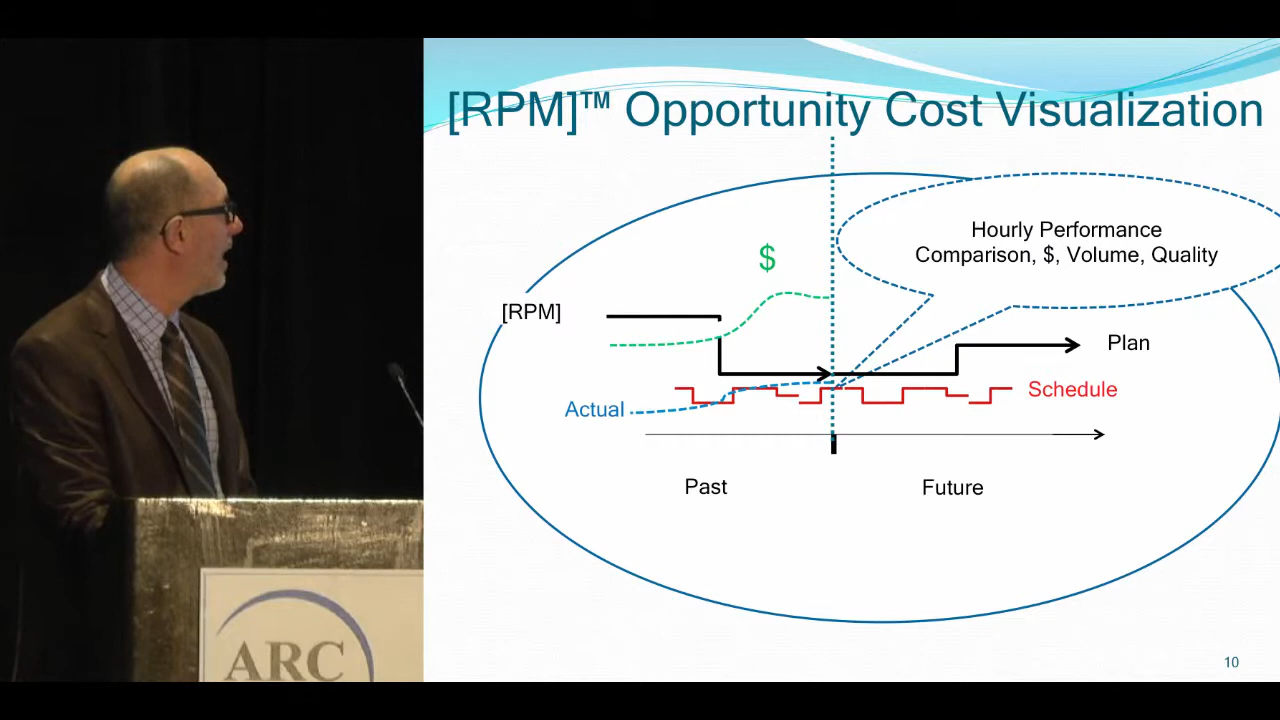 [RPM]™ Opportunity Cost Visualization
Hourly Performance
Comparison, $, Volume, Quality
$
[RPM]
Plan
Schedule
Actual
Past
Future
10
ARC